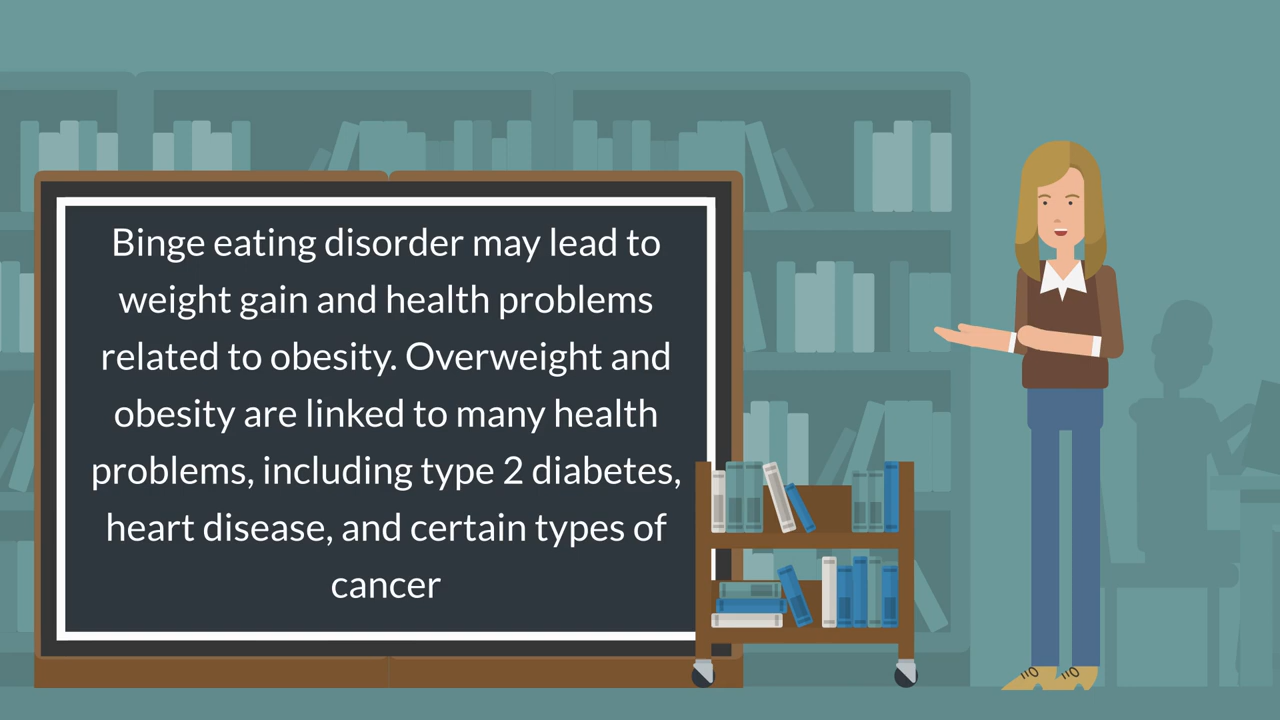 Binge eating disorder may lead to
weight gain and health problems
related to obesity. Overweight and
obesity are linked to many health
problems, including type 2 diabetes,
heart disease, and certain types of
cancer